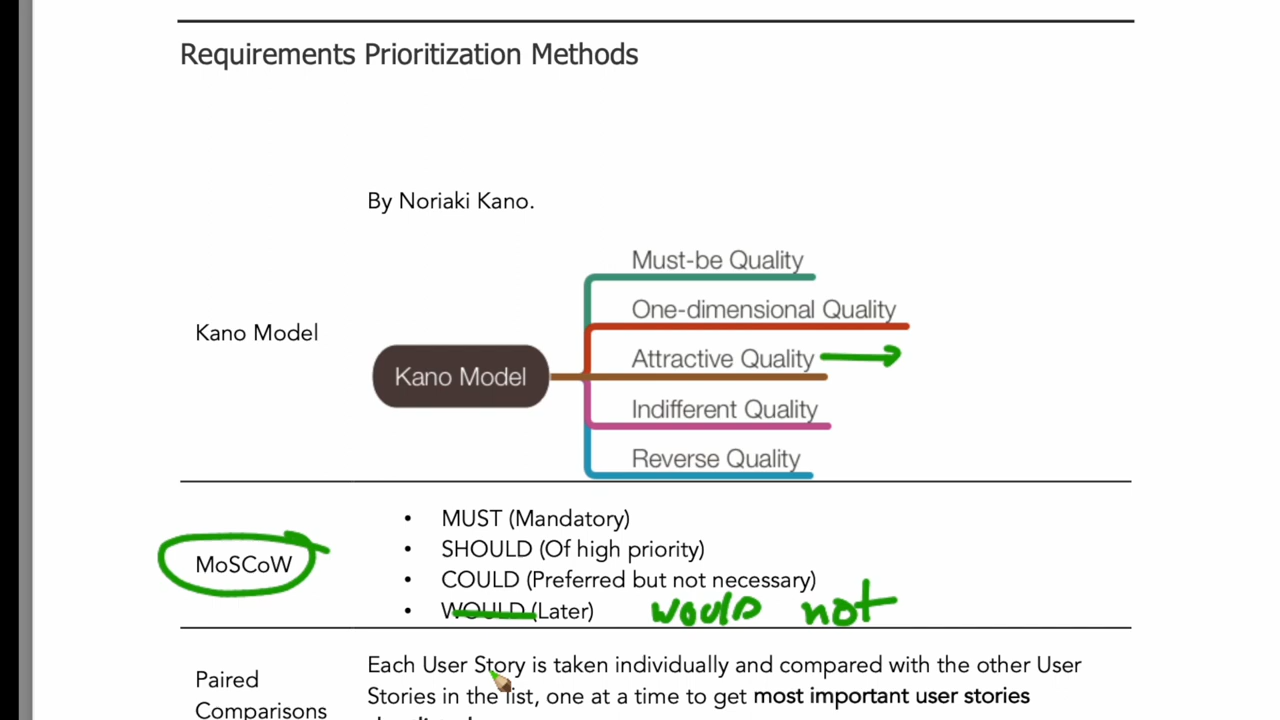 Requirements Prioritization Methods
By Noriaki Kano.
Kano Model
Kano Model
Must-be Quality
One-dimensional Quality
Attractive Quality
Indifferent Quality
Reverse Quality
MoSCoW
• MUST (Mandatory)
• SHOULD (Of high priority)
• COULD (Preferred but not necessary)
• WOULD (Later) would not
Paired
Comparisons
Each User Story is taken individually and compared with the other User
Stories in the list, one at a time to get most important user stories